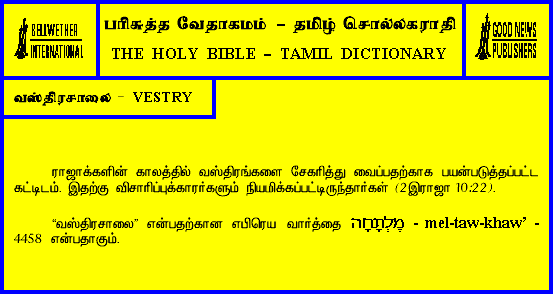 BELLWETHER
INTERNATIONAL
பரிசுத்த வேதாகமம் – தமிழ் சொல்லகராதி
THE HOLY BIBLE – TAMIL DICTIONARY
GOOD NEWS
PUBLISHERS
வஸ்திரசாலை – VESTRY
ராஜாக்களின் காலத்தில் வஸ்திரங்களை சேகரித்து வைப்பதற்காக பயன்படுத்தப்பட்ட
கட்டிடம். இதற்கு விசாரிப்புக்காரர்களும் நியமிக்கப்பட்டிருந்தார்கள் (2இராஜா 10:22).
“வஸ்திரசாலை” என்பதற்கான எபிரெய வார்த்தை מֶלְתָּחָה - mel-taw-khaw’ -
4458 என்பதாகும்.